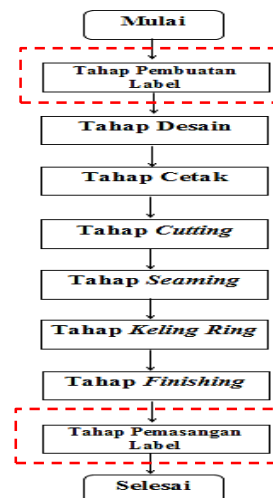 Mulai
Tahap Pembuatan
Label
Tahap Desain
Tahap Cetak
Tahap Cutting
Tahap Seaming
Tahap Keling Ring
Tahap Finishing
Tahap Pemasangan
Label
Selesai